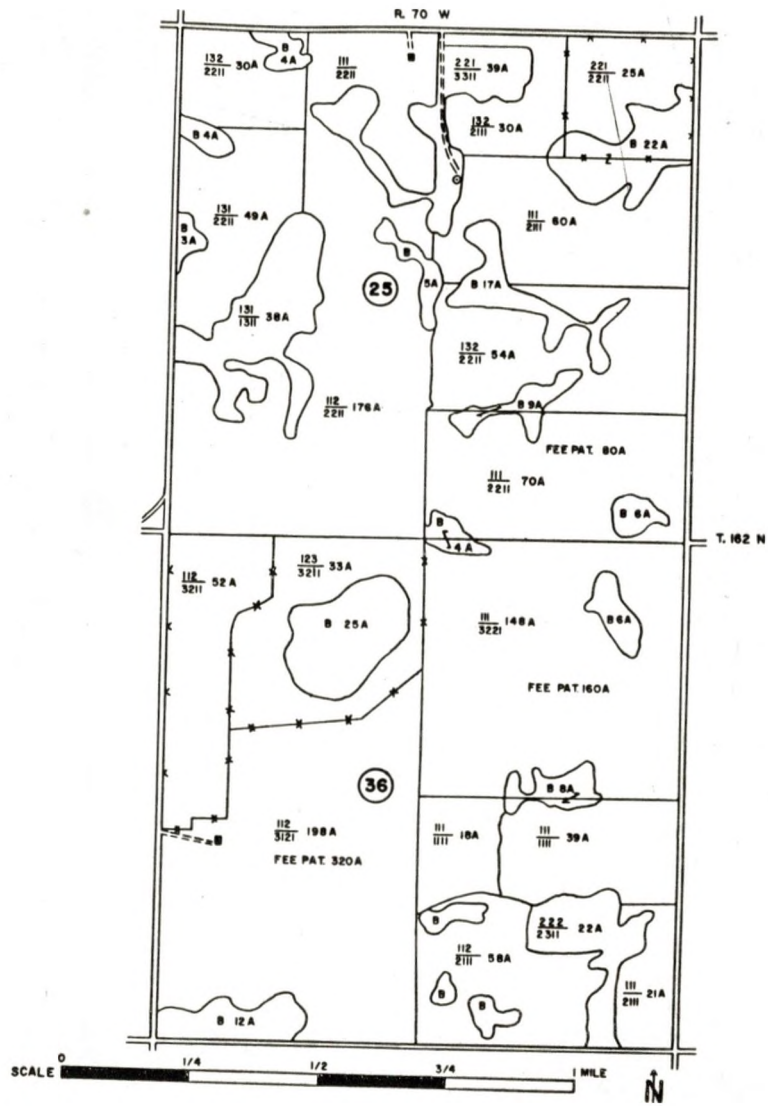 R. 70 W
132
2211 30A
B
4A
111
2211
221
3311 39A
221
2211 25A
132
2111 30A
B 4A
B 22A
Z
131
2211 49A
111
2111 60A
B
3A
B
5A
B 17A
25
131
1311 38A
132
2211 54A
112
2211 176A
B 9A
FEE PAT. 80A
111
2211 70A
B 6A
B
4A
T. 162 N
123
3211 33A
112
3211 52A
B 25A
111
3221 148A
B 6A
FEE PAT. 160A
36
B 8A
112
3121 198A
FEE PAT. 320A
111
1111 18A
111
1111 39A
B
222
2311 22A
112
2111 58A
B
B
111
2111 21A
B 12A
SCALE 0 1/4 1/2 3/4 1 MILE
N